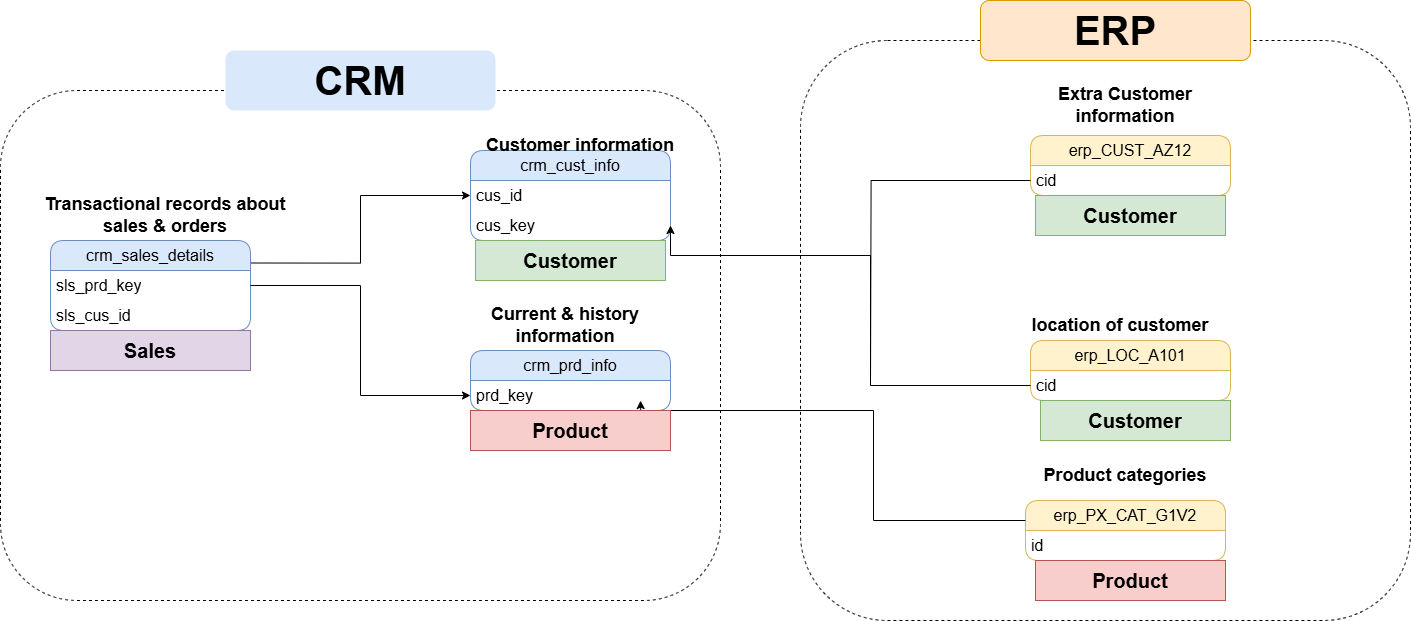 CRM
Transactional records about
sales & orders
crm_sales_details
sls_prd_key
sls_cus_id
Sales
Customer information
crm_cust_info
cus_id
cus_key
Customer
Current & history
information
crm_prd_info
prd_key
Product
ERP
Extra Customer
information
erp_CUST_AZ12
cid
Customer
location of customer
erp_LOC_A101
cid
Customer
Product categories
erp_PX_CAT_G1V2
id
Product